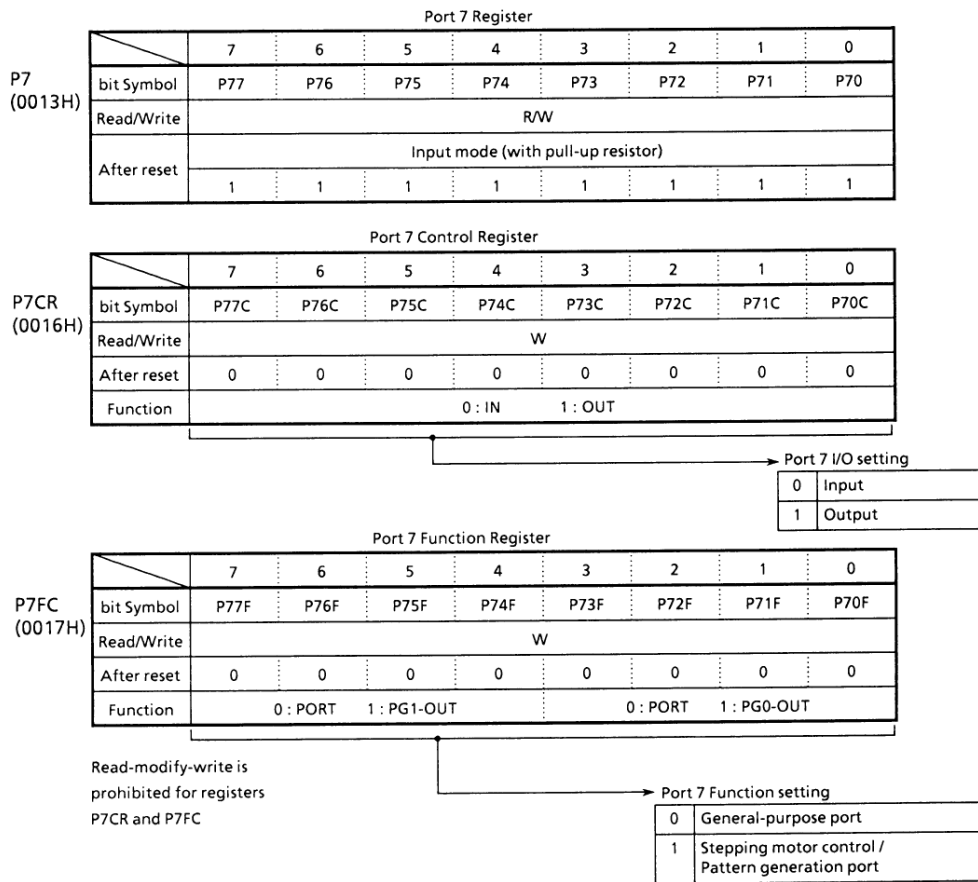 Port 7 Register
7 6 5 4 3 2 1 0
P7
(0013H)
bit Symbol P77 P76 P75 P74 P73 P72 P71 P70
Read/Write R/W
After reset Input mode (with pull-up resistor)
1 1 1 1 1 1 1 1
Port 7 Control Register
7 6 5 4 3 2 1 0
P7CR
(0016H)
bit Symbol P77C P76C P75C P74C P73C P72C P71C P70C
Read/Write W
After reset 0 0 0 0 0 0 0 0
Function 0 : IN 1 : OUT
Port 7 I/O setting
0 Input
1 Output
Port 7 Function Register
7 6 5 4 3 2 1 0
P7FC
(0017H)
bit Symbol P77F P76F P75F P74F P73F P72F P71F P70F
Read/Write W
After reset 0 0 0 0 0 0 0 0
Function 0 : PORT 1 : PG1-OUT 0 : PORT 1 : PG0-OUT
Read-modify-write is
prohibited for registers
P7CR and P7FC
Port 7 Function setting
0 General-purpose port
1 Stepping motor control /
Pattern generation port